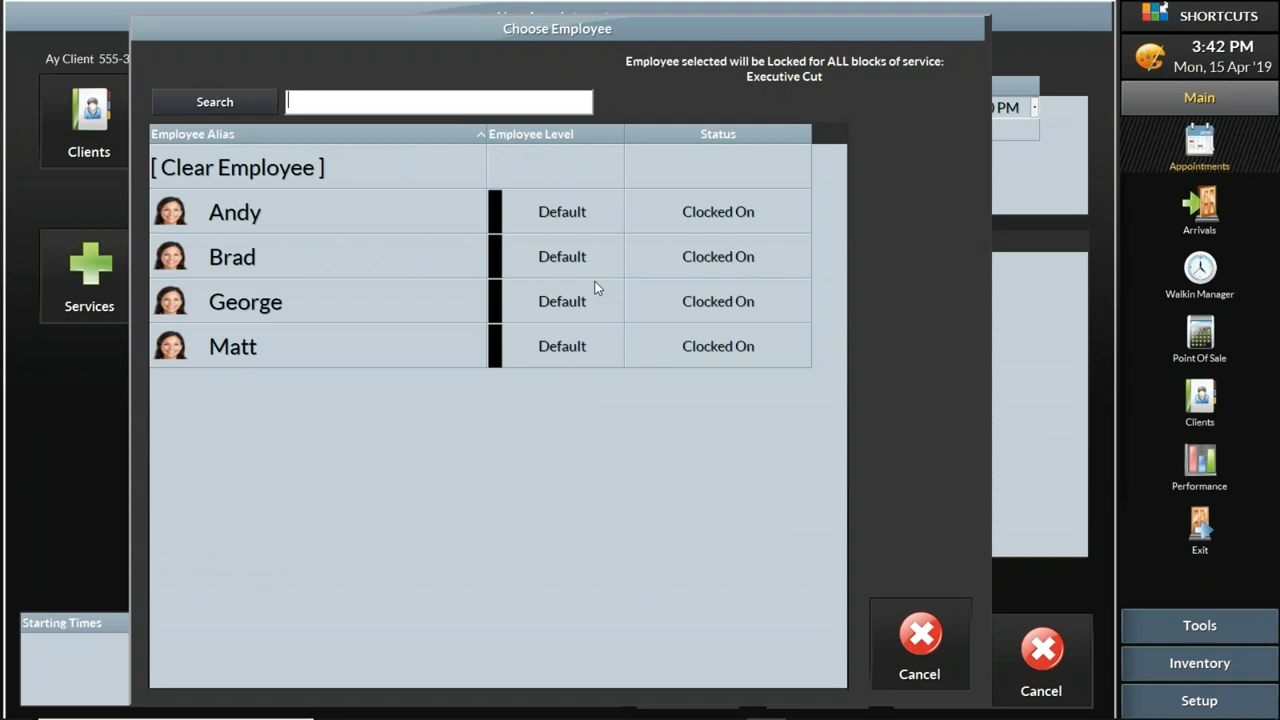 Choose Employee
SHORTCUTS
3:42 PM
Mon, 15 Apr '19
Ay Client 555-3
Employee selected will be Locked for ALL blocks of service:
Executive Cut
Search
PM
Main
Employee Alias Employee Level Status
[ Clear Employee ]
Andy Default Clocked On
Brad Default Clocked On
George Default Clocked On
Matt Default Clocked On
Clients
Services
Starting Times
Cancel
Cancel
Appointments
Arrivals
Walkin Manager
Point Of Sale
Clients
Performance
Exit
Tools
Inventory
Setup